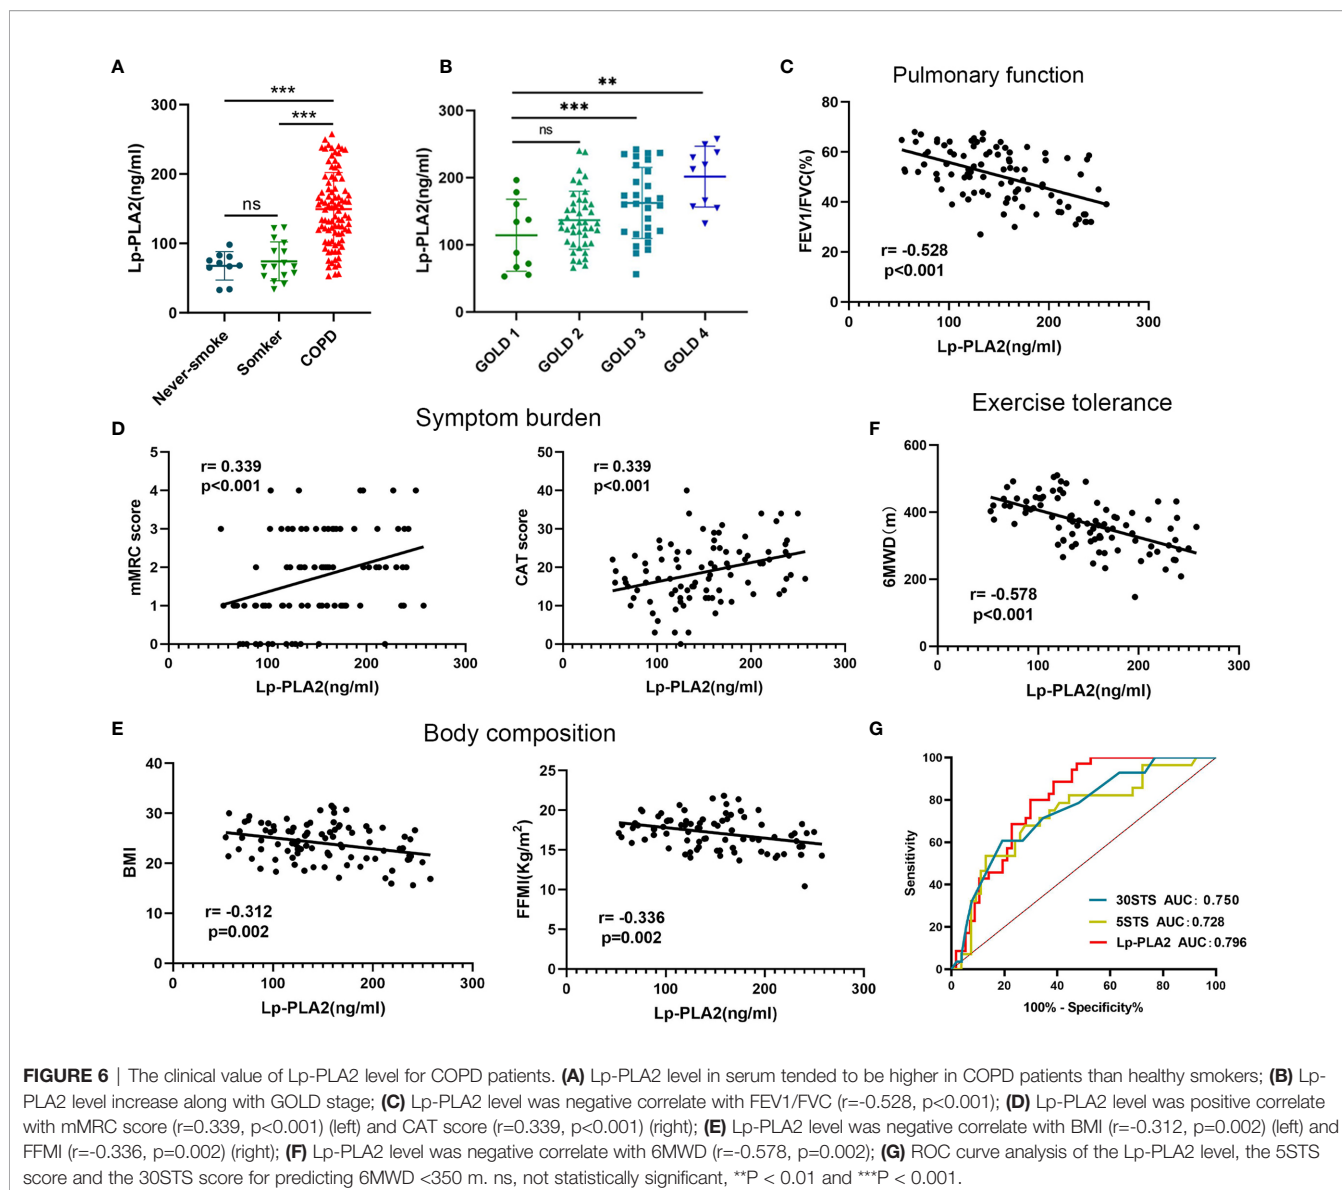 A
***
***
ns
Lp-PLA2(ng/ml)
300
200
100
0
Never-smoke
Somker
COPD
B
**
***
ns
Lp-PLA2(ng/ml)
300
200
100
0
GOLD 1
GOLD 2
GOLD 3
GOLD 4
C
Pulmonary function
FEV1/FVC(%)
80
60
40
20
0
r= -0.528
p<0.001
0 100 200 300
Lp-PLA2(ng/ml)
D
Symptom burden
mMRC score
5
4
3
2
1
0
r= 0.339
p<0.001
0 100 200 300
Lp-PLA2(ng/ml)
CAT score
50
40
30
20
10
0
r= 0.339
p<0.001
0 100 200 300
Lp-PLA2(ng/ml)
Exercise tolerance
F
6MWD(m)
600
400
200
0
r= -0.578
p<0.001
0 100 200 300
Lp-PLA2(ng/ml)
E
Body composition
BMI
40
30
20
10
0
r= -0.312
p=0.002
0 100 200 300
Lp-PLA2(ng/ml)
FFMI(Kg/m²)
25
20
15
10
5
0
r= -0.336
p=0.002
0 100 200 300
Lp-PLA2(ng/ml)
G
Sensitivity
100
80
60
40
20
0
30STS AUC: 0.750
5STS AUC:0.728
Lp-PLA2 AUC:0.796
0 20 40 60 80 100
100% - Specificity%
FIGURE 6 | The clinical value of Lp-PLA2 level for COPD patients. (A) Lp-PLA2 level in serum tended to be higher in COPD patients than healthy smokers; (B) Lp-
PLA2 level increase along with GOLD stage; (C) Lp-PLA2 level was negative correlate with FEV1/FVC (r=-0.528, p<0.001); (D) Lp-PLA2 level was positive correlate
with mMRC score (r=0.339, p<0.001) (left) and CAT score (r=0.339, p<0.001) (right); (E) Lp-PLA2 level was negative correlate with BMI (r=-0.312, p=0.002) (left) and
FFMI (r=-0.336, p=0.002) (right); (F) Lp-PLA2 level was negative correlate with 6MWD (r=-0.578, p=0.002); (G) ROC curve analysis of the Lp-PLA2 level, the 5STS
score and the 30STS score for predicting 6MWD <350 m. ns, not statistically significant, **P < 0.01 and ***P < 0.001.